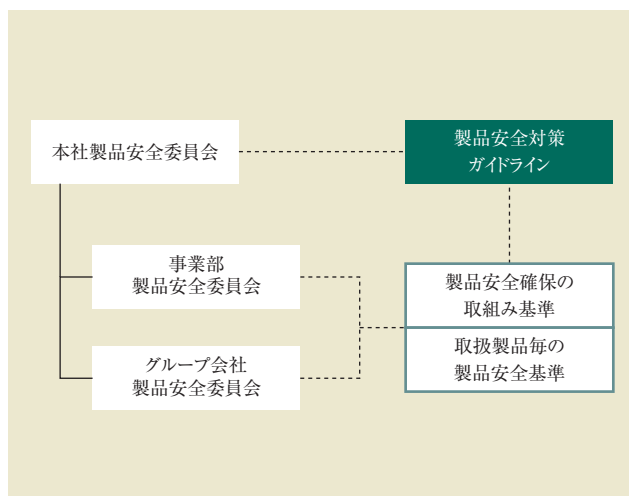 本社製品安全委員会
製品安全対策
ガイドライン
事業部
製品安全委員会
グループ会社
製品安全委員会
製品安全確保の
取組み基準
取扱製品毎の
製品安全基準